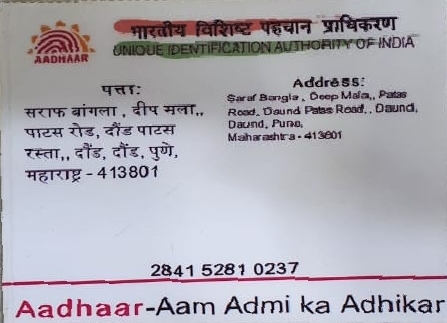 भारतीय विशिष्ट पहचान प्राधिकरण
UNIQUE IDENTIFICATION AUTHORITY OF INDIA
AADHAAR
पत्ता:
सराफ बांगला , दीप मला,,
पाटस रोड, दौंड पाटस
रस्ता,, दौंड, दौंड, पुणे,
महाराष्ट्र - 413801
Address:
Saraf Bangla , Deep Mala,, Patas
Road, Daund Patas Road, . Daund,
Daund, Pune,
Maharashtra - 413801
2841 5281 0237
Aadhaar-Aam Admi ka Adhikar